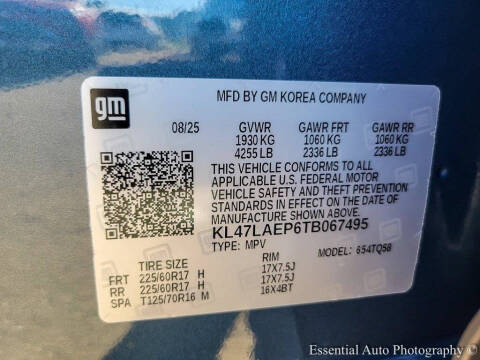 gm
MFD BY GM KOREA COMPANY
08/25 GVWR GAWR FRT GAWR RR
1930 KG 1060 KG 1060 KG
4255 LB 2336 LB 2336 LB
THIS VEHICLE CONFORMS TO ALL
APPLICABLE U.S. FEDERAL MOTOR
VEHICLE SAFETY AND THEFT PREVENTION
STANDARDS IN EFFECT ON THE DATE OF
MANUFACTURE SHOWN ABOVE.
KL47LAEP6TB067495
TYPE: MPV MODEL: 654TQ58
TIRE SIZE RIM
FRT 225/60R17 H 17X7.5J
RR 225/60R17 H 17X7.5J
SPA T125/70R16 M 16X4BT
Essential Auto Photography.com